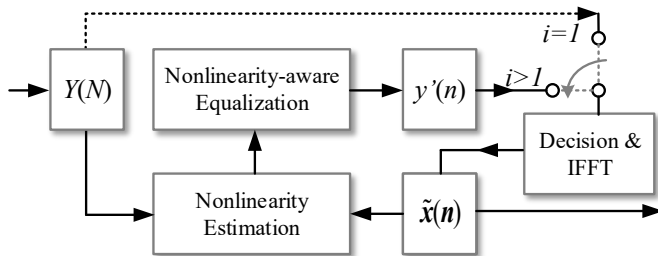 i=1
Y(N)
Nonlinearity-aware
Equalization
y’(n)
i>1
Decision &
IFFT
Nonlinearity
Estimation
x̃(n)